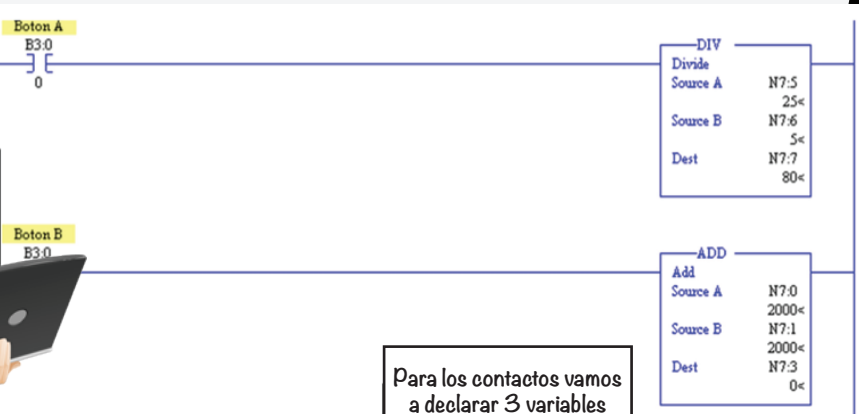 Boton A
B3:0
0
DIV
Divide
Source A N7:5
25<
Source B N7:6
5<
Dest N7:7
80<
Boton B
B3:0
ADD
Add
Source A N7:0
2000<
Source B N7:1
2000<
Dest N7:3
0<
Para los contactos vamos
a declarar 3 variables